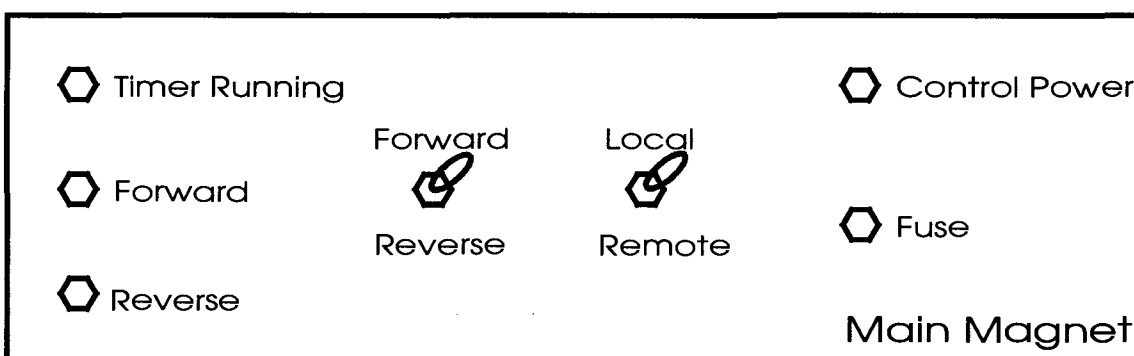 Timer Running
Control Power
Forward
Local
Forward
Reverse
Remote
Fuse
Reverse
Main Magnet